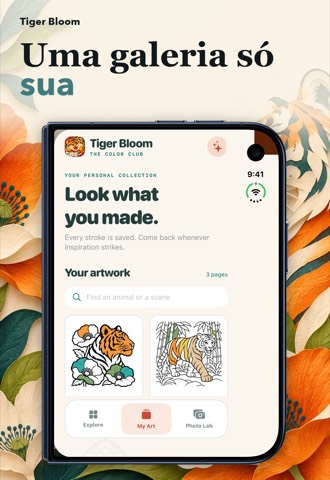 Tiger Bloom
Uma galeria só
sua
Tiger Bloom
THE COLOR CLUB
9:41
YOUR PERSONAL COLLECTION
Look what
you made.
Every stroke is saved. Come back whenever
inspiration strikes.
Your artwork
3 pages
Find an animal or a scene
Explore
My Art
Photo Lab